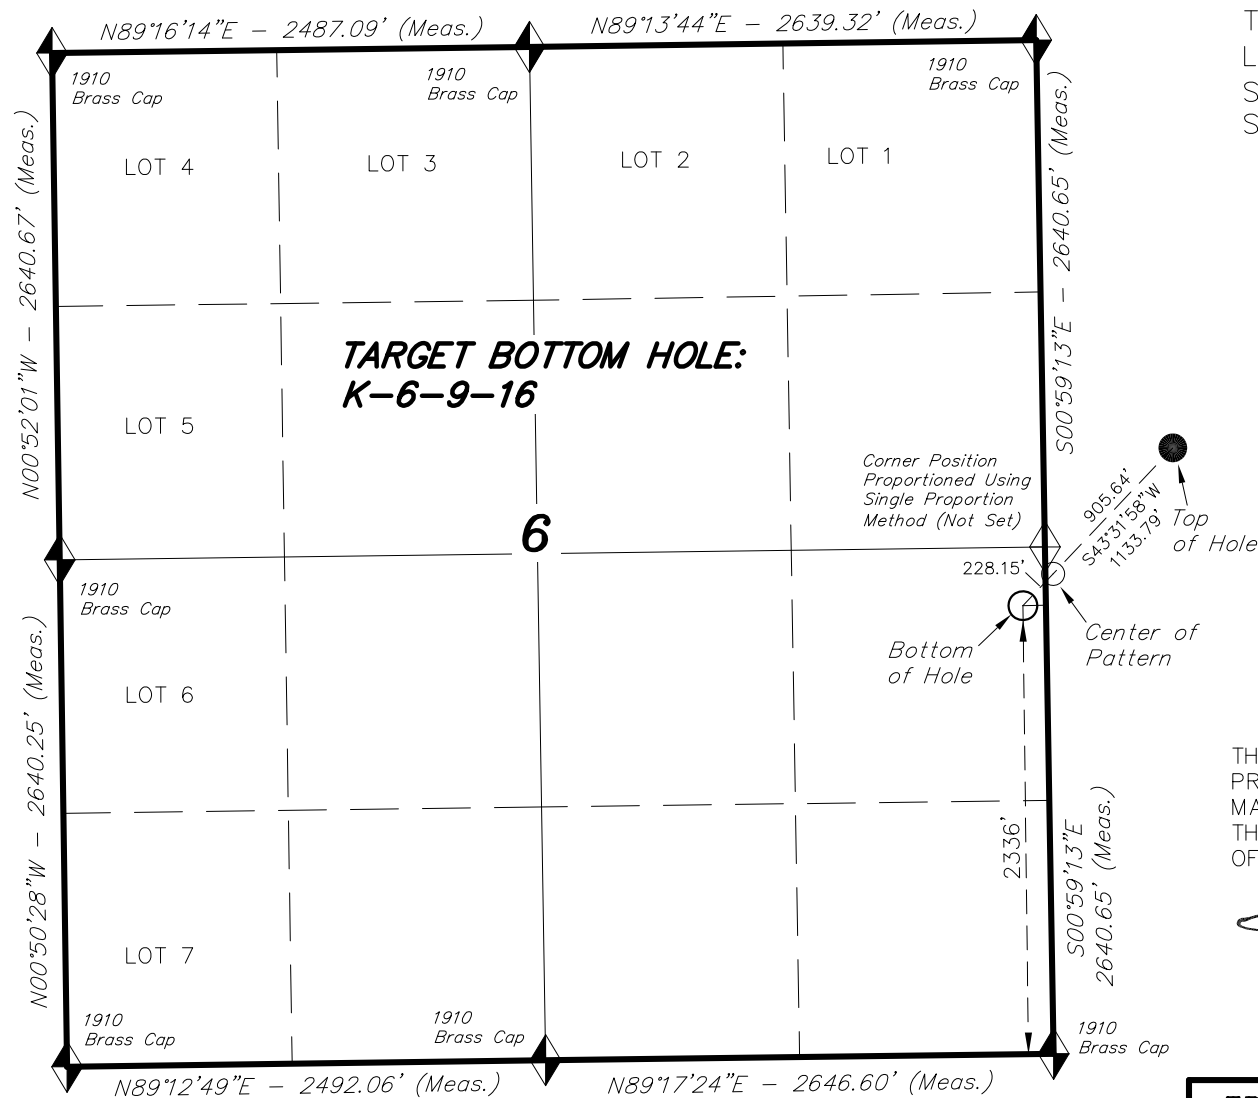 N89°16'14"E – 2487.09' (Meas.)
N89°13'44"E – 2639.32' (Meas.)
T
L
S
S
1910
Brass Cap
1910
Brass Cap
1910
Brass Cap
LOT 4
LOT 3
LOT 2
LOT 1
N00°52'01"W – 2640.67' (Meas.)
S00°59'13"E – 2640.65' (Meas.)
TARGET BOTTOM HOLE:
K–6–9–16
LOT 5
Corner Position
Proportioned Using
Single Proportion
Method (Not Set)
905.64'
S43°31'58"W
1133.79'
Top
of Hole
6
228.15'
1910
Brass Cap
Bottom
of Hole
Center of
Pattern
LOT 6
N00°50'28"W – 2640.25' (Meas.)
2336'
S00°59'13"E
2640.65' (Meas.)
TH
PR
MA
TH
OF
LOT 7
1910
Brass Cap
1910
Brass Cap
1910
Brass Cap
N89°12'49"E – 2492.06' (Meas.)
N89°17'24"E – 2646.60' (Meas.)